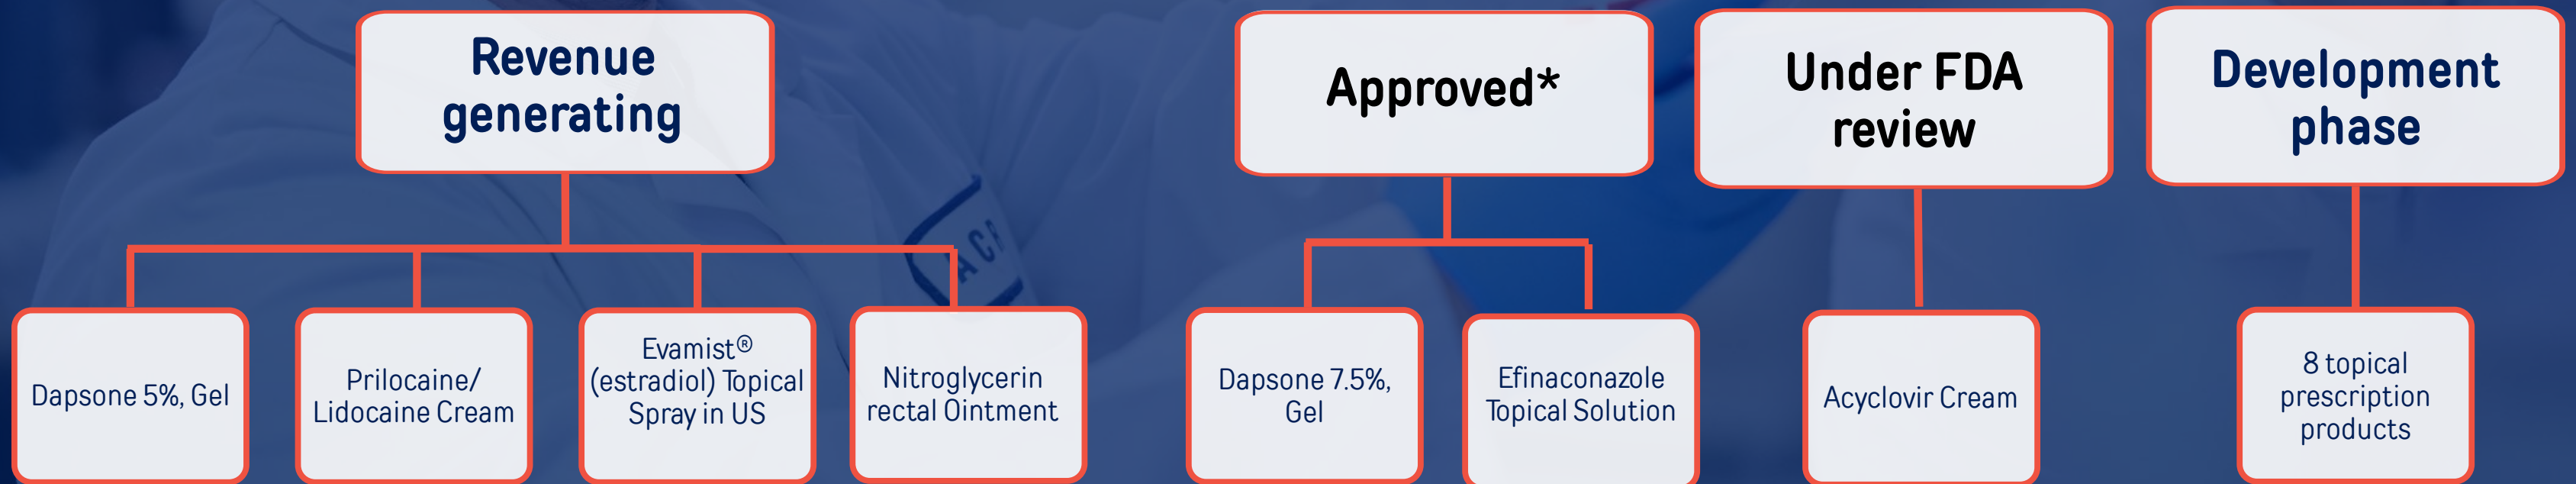 Revenue
generating
Approved*
Under FDA
review
Development
phase
Dapsone 5%, Gel
Prilocaine/
Lidocaine Cream
Evamist®
(estradiol) Topical
Spray in US
Nitroglycerin
rectal Ointment
Dapsone 7.5%,
Gel
Efinaconazole
Topical Solution
Acyclovir Cream
8 topical
prescription
products